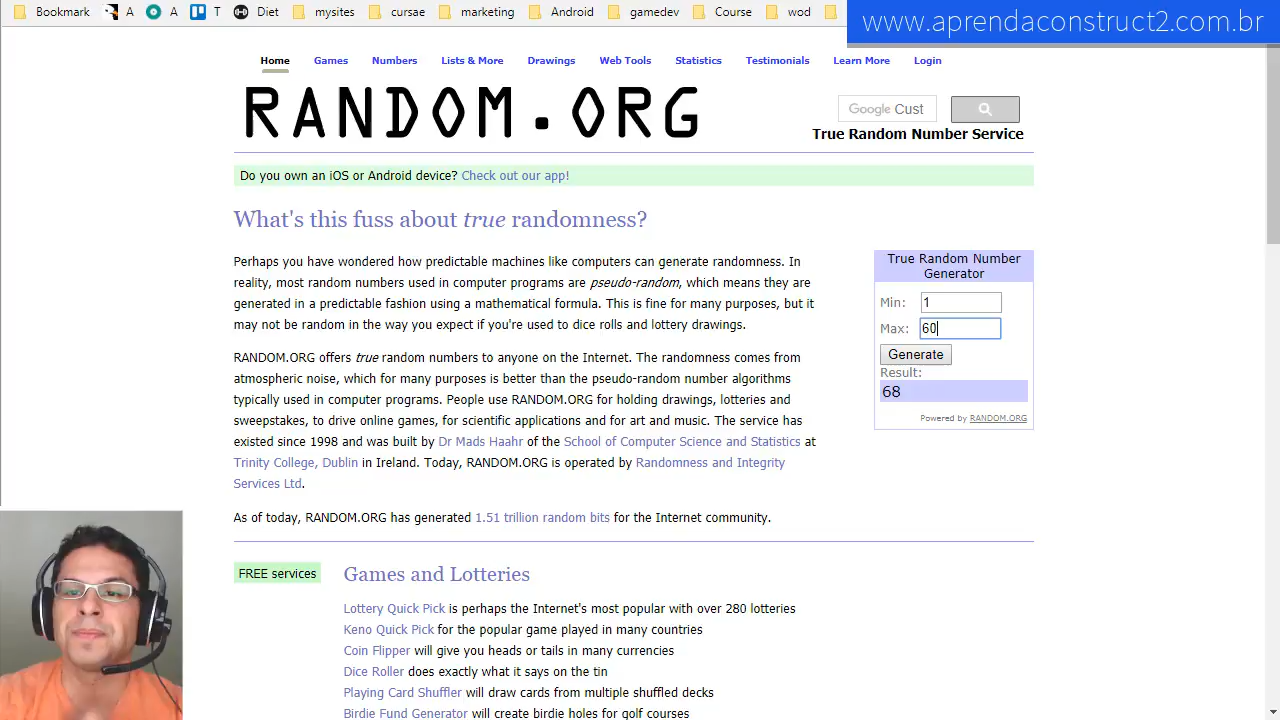 Bookmark A A T Diet mysites cursae marketing Android gamedev Course wod
www.aprendaconstruct2.com.br
Home Games Numbers Lists & More Drawings Web Tools Statistics Testimonials Learn More Login
RANDOM.ORG
Google Cust
True Random Number Service
Do you own an iOS or Android device? Check out our app!
What's this fuss about true randomness?
Perhaps you have wondered how predictable machines like computers can generate randomness. In
reality, most random numbers used in computer programs are pseudo-random, which means they are
generated in a predictable fashion using a mathematical formula. This is fine for many purposes, but it
may not be random in the way you expect if you're used to dice rolls and lottery drawings.
RANDOM.ORG offers true random numbers to anyone on the Internet. The randomness comes from
atmospheric noise, which for many purposes is better than the pseudo-random number algorithms
typically used in computer programs. People use RANDOM.ORG for holding drawings, lotteries and
sweepstakes, to drive online games, for scientific applications and for art and music. The service has
existed since 1998 and was built by Dr Mads Haahr of the School of Computer Science and Statistics at
Trinity College, Dublin in Ireland. Today, RANDOM.ORG is operated by Randomness and Integrity
Services Ltd.
As of today, RANDOM.ORG has generated 1.51 trillion random bits for the Internet community.
True Random Number
Generator
Min: 1
Max: 60
Generate
Result:
68
Powered by RANDOM.ORG
FREE services
Games and Lotteries
Lottery Quick Pick is perhaps the Internet's most popular with over 280 lotteries
Keno Quick Pick for the popular game played in many countries
Coin Flipper will give you heads or tails in many currencies
Dice Roller does exactly what it says on the tin
Playing Card Shuffler will draw cards from multiple shuffled decks
Birdie Fund Generator will create birdie holes for golf courses